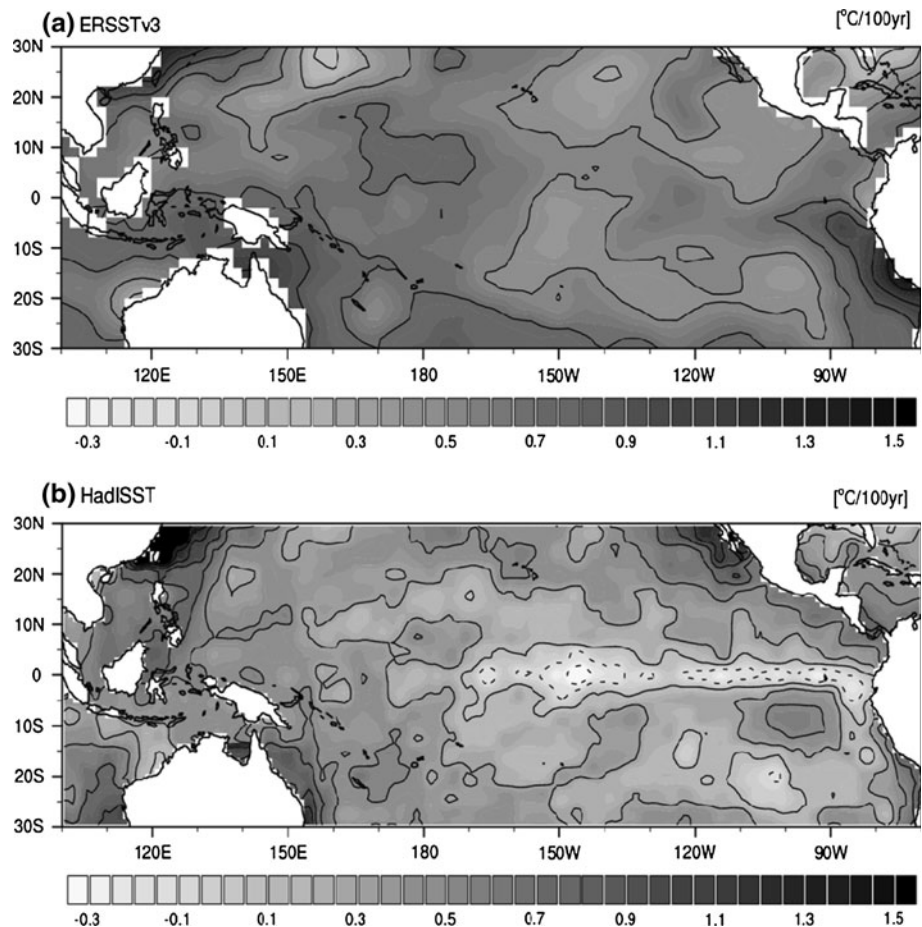 (a) ERSSTv3 [°C/100yr]
30N
20N
10N
0
10S
20S
30S
120E 150E 180 150W 120W 90W
-0.3 -0.1 0.1 0.3 0.5 0.7 0.9 1.1 1.3 1.5
(b) HadISST [°C/100yr]
30N
20N
10N
0
10S
20S
30S
120E 150E 180 150W 120W 90W
-0.3 -0.1 0.1 0.3 0.5 0.7 0.9 1.1 1.3 1.5